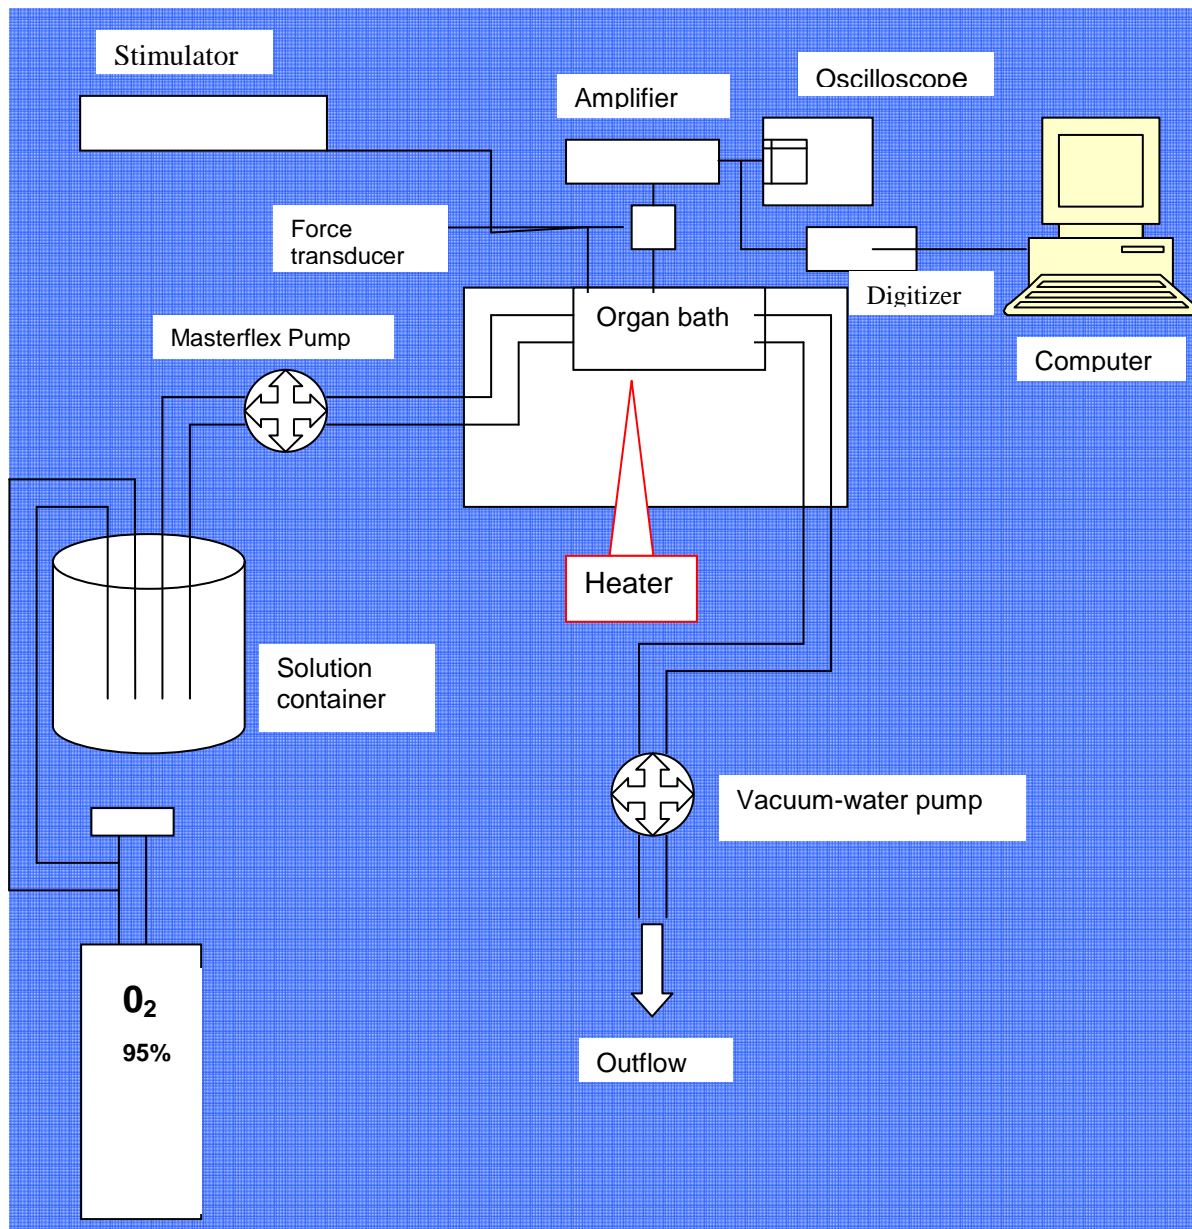 Stimulator
Oscilloscope
Amplifier
Force
transducer
Organ bath
Digitizer
Masterflex Pump
Computer
Heater
Solution
container
Vacuum-water pump
0₂
95%
Outflow